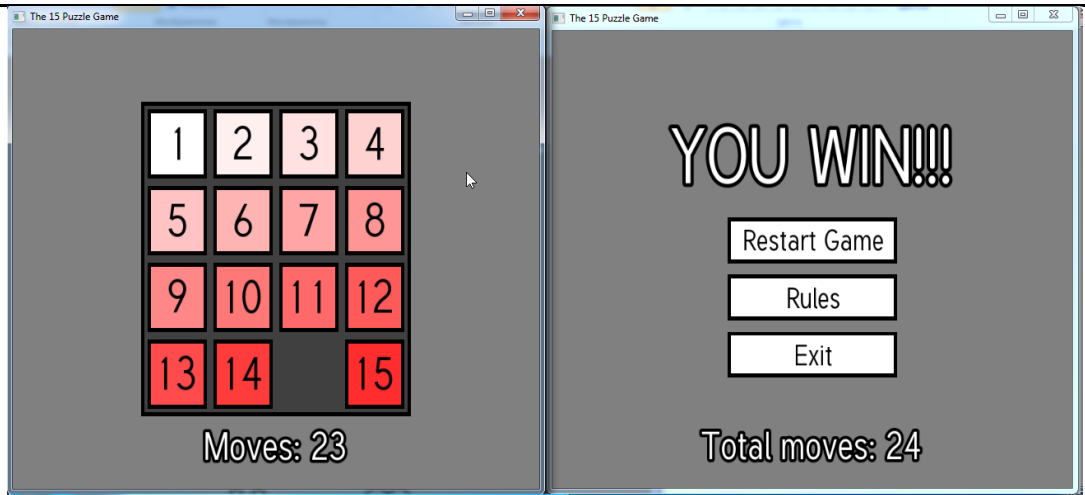 The 15 Puzzle Game
1 2 3 4
5 6 7 8
9 10 11 12
13 14 15
Moves: 23
The 15 Puzzle Game
YOU WIN!!!
Restart Game
Rules
Exit
Total moves: 24